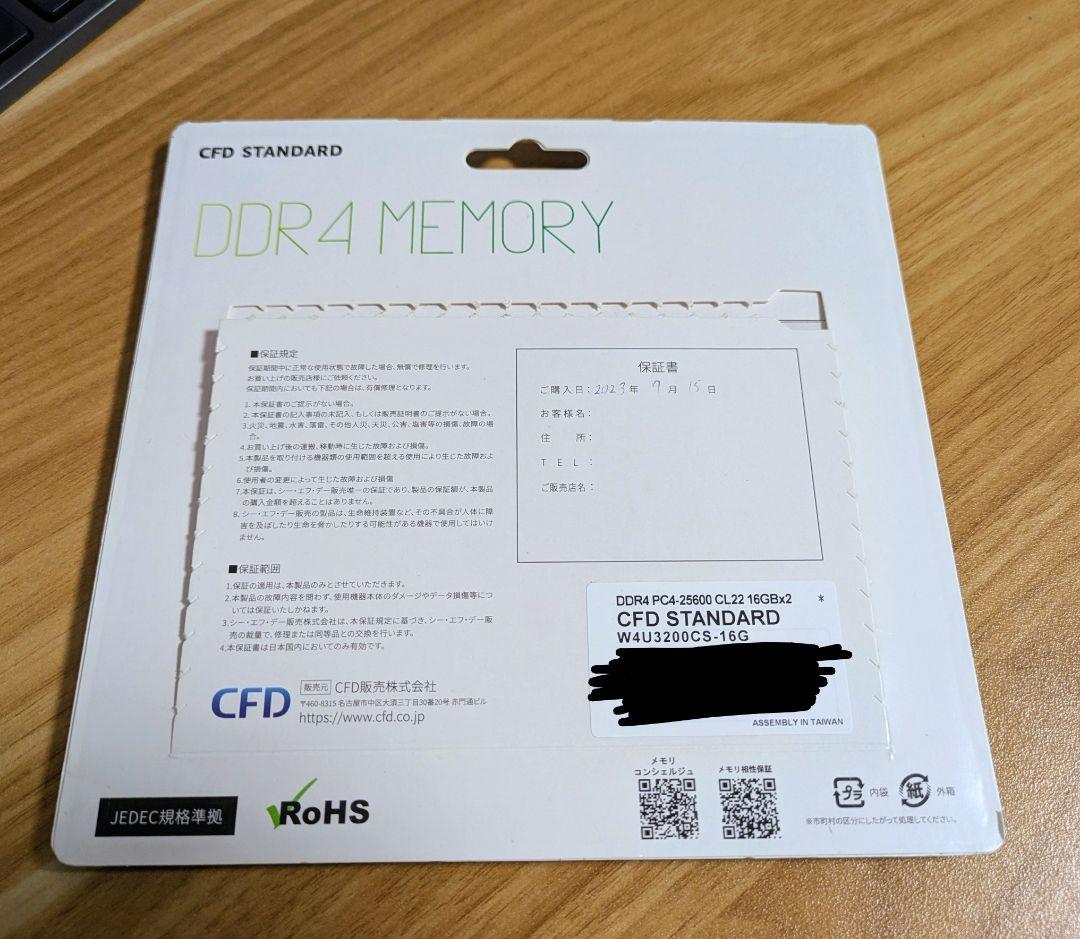 CFD STANDARD
DDR4 MEMORY
■保証規定
保証期間中に正常な使用状態で故障した場合、無償で修理を行います。
お買い上げの販売店様にご依頼ください。
保証期間内においても下記の場合は、有償修理となります。
1. 本保証書のご提示がない場合。
2. 本保証書の記入事項の未記入、もしくは販売証明書のご提示がない場合。
3.火災、地震、水害、落雷、その他人災、天災、公害、塩害等の損傷、故障の場
合。
4.お買い上げ後の運搬、移動時に生じた故障および損傷。
5.本製品を取り付ける機器類の使用範囲を超える使用により生じた故障およ
び損傷。
6.使用者の変更によって生じた故障および損傷
7.本保証は、シー・エフ・デー販売唯一の保証であり、製品の保証額が、本製品
の購入金額を超えることはありません。
8. シー・エフ・デー販売の製品は、生命維持装置など、その不具合が人体に障
害を及ぼしたり生命を脅かしたりする可能性がある機器で使用してはいけ
ません。
■保証範囲
1.保証の適用は、本製品のみとさせていただきます。
2.本製品の故障内容を問わず、使用機器本体のダメージやデータ損傷等につ
いては保証いたしかねます。
3.シー・エフ・デー販売株式会社は、本保証規定に基づき、シー・エフ・デー販
売の裁量で、修理または同等品との交換を行います。
4.本保証書は日本国内においてのみ有効です。
CFD
販売元 CFD販売株式会社
〒460-8315 名古屋市中区大須三丁目30番20号 赤門通ビル
https://www.cfd.co.jp
保証書
ご購入日：2023年 7月 15日
お客様名：
住 所：
T E L ：
ご販売店名：
DDR4 PC4-25600 CL22 16GBx2 *
CFD STANDARD
W4U3200CS-16G
ASSEMBLY IN TAIWAN
JEDEC規格準拠
RoHS
メモリ
コンシェルジュ
メモリ相性保証
プラ 内袋
紙 外箱
※市町村の区分にしたがって処理してください。